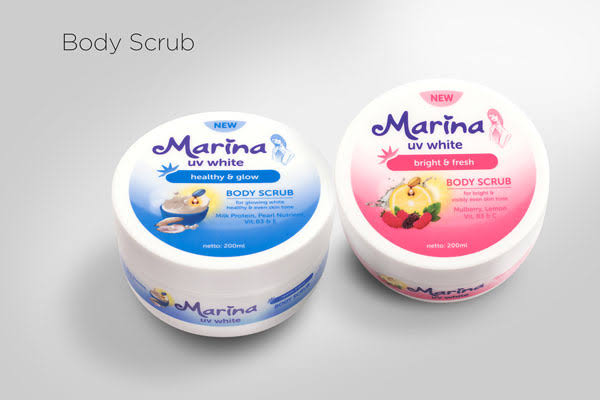 Body Scrub
NEW
Marina
uv white
healthy & glow
BODY SCRUB
for glowing white
healthy & even skin tone
Milk Protein, Pearl Nutrient,
Vit. B3 & E
netto: 200ml
Marina
uv white
BODY SCRUB
NEW
Marina
uv white
bright & fresh
BODY SCRUB
for bright &
visibly even skin tone
Mulberry, Lemon
Vit. B3 & C
netto: 200ml
Marina
uv white